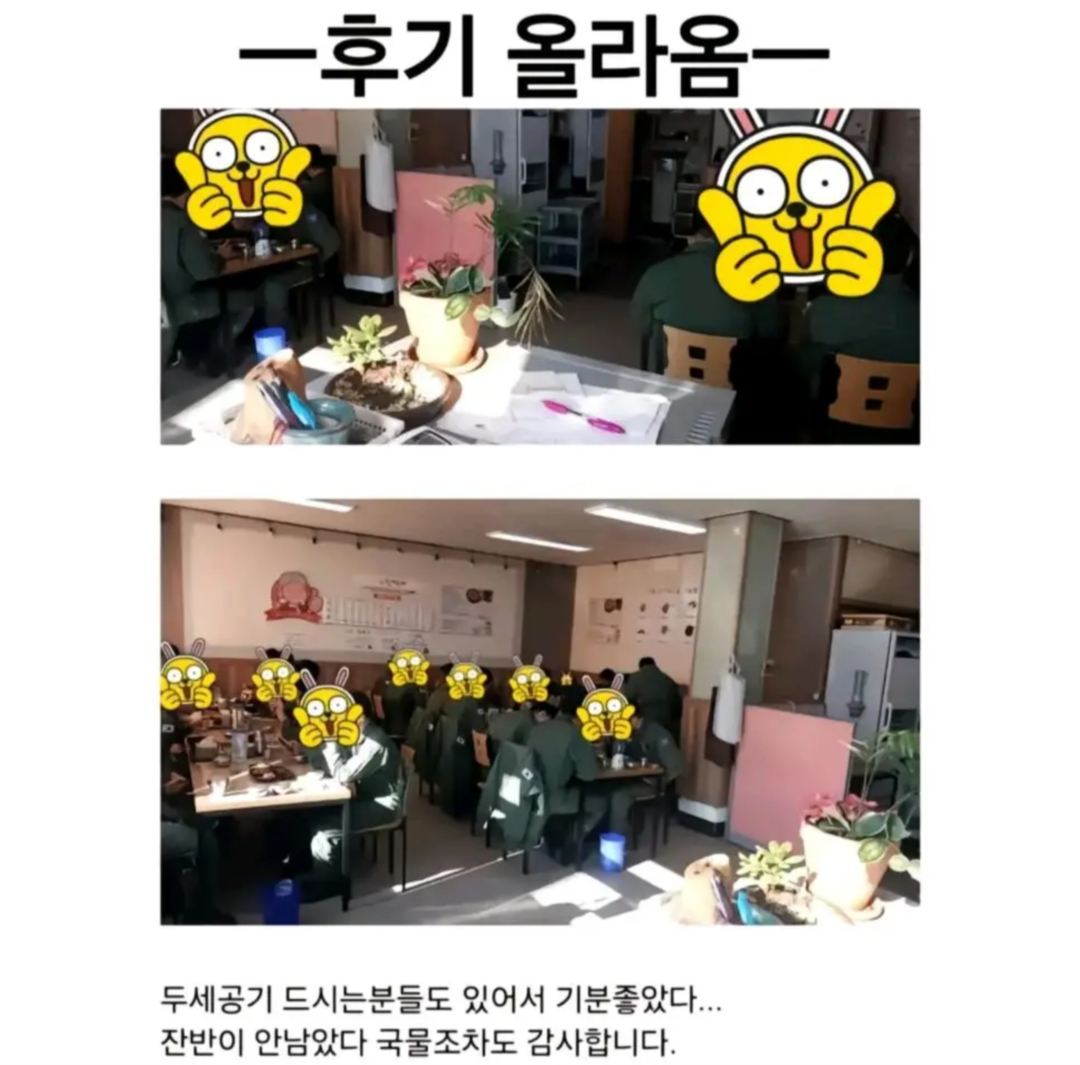 ㅡ후기 올라옴ㅡ
두세공기 드시는분들도 있어서 기분좋았다...
잔반이 안남았다 국물조차도 감사합니다.